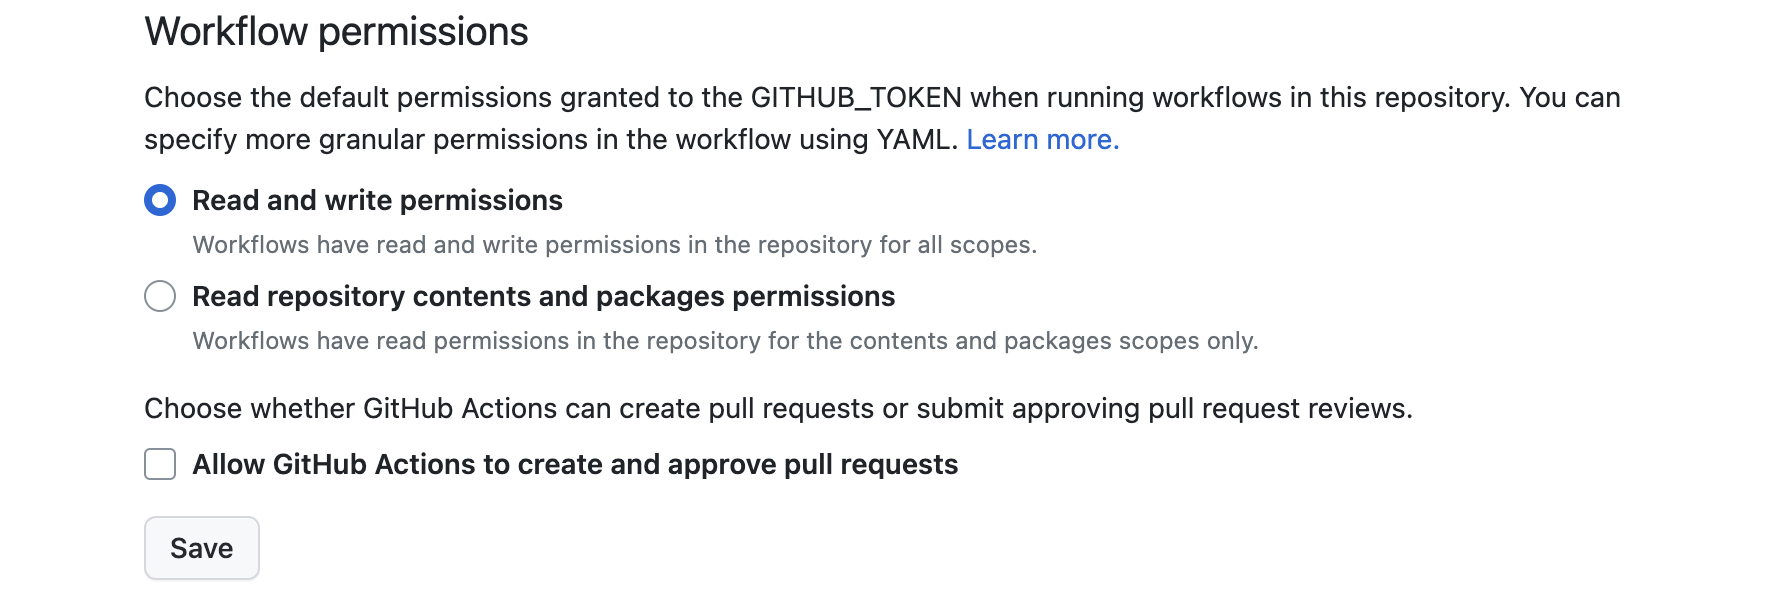 Workflow permissions
Choose the default permissions granted to the GITHUB_TOKEN when running workflows in this repository. You can
specify more granular permissions in the workflow using YAML. Learn more.
Read and write permissions
Workflows have read and write permissions in the repository for all scopes.
Read repository contents and packages permissions
Workflows have read permissions in the repository for the contents and packages scopes only.
Choose whether GitHub Actions can create pull requests or submit approving pull request reviews.
Allow GitHub Actions to create and approve pull requests
Save